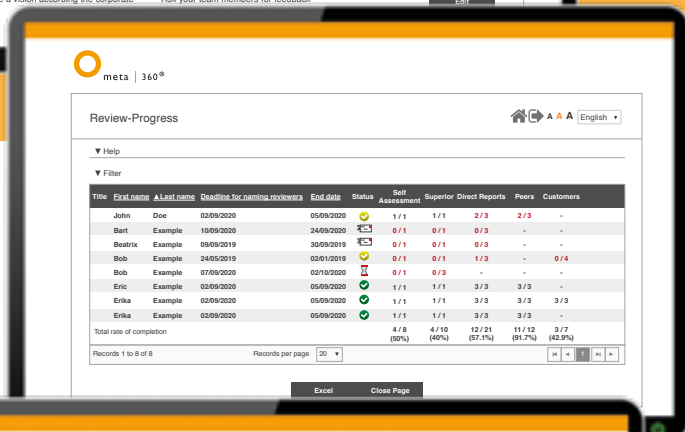 a vision according the corporate Ask your team members for feedback Edit
meta | 360®
Review-Progress A A A English
Help
Filter
Title First name ▲Last name Deadline for naming reviewers End date Status Self Assessment Superior Direct Reports Peers Customers
John Doe 02/09/2020 05/09/2020 1 / 1 1 / 1 2 / 3 2 / 3 -
Bart Example 10/09/2020 24/09/2020 0 / 1 0 / 1 0 / 3 - -
Beatrix Example 09/09/2019 30/09/2019 0 / 1 0 / 1 0 / 3 - -
Bob Example 24/05/2019 02/01/2019 0 / 1 0 / 1 1 / 3 - 0 / 4
Bob Example 07/09/2020 02/10/2020 0 / 1 0 / 3 - - -
Eric Example 02/09/2020 05/09/2020 1 / 1 1 / 1 3 / 3 3 / 3 -
Erika Example 02/09/2020 05/09/2020 1 / 1 1 / 1 3 / 3 3 / 3 3 / 3
Erika Example 02/09/2020 05/09/2020 1 / 1 1 / 1 3 / 3 3 / 3 -
Total rate of completion 4 / 8 (50%) 4 / 10 (40%) 12 / 21 (57.1%) 11 / 12 (91.7%) 3 / 7 (42.9%)
Records 1 to 8 of 8 Records per page 20 1
Excel Close Page